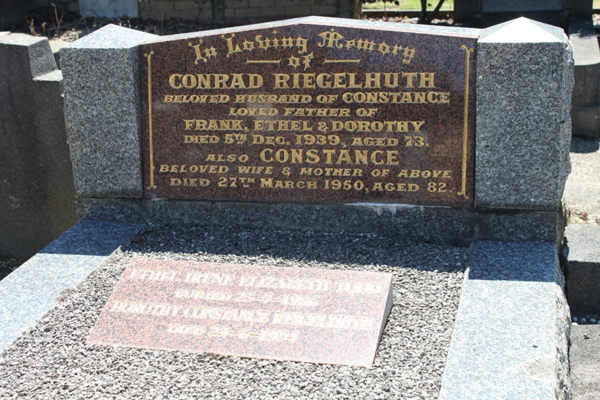 In Loving Memory
of
CONRAD RIEGELHUTH
BELOVED HUSBAND OF CONSTANCE
LOVED FATHER OF
FRANK, ETHEL & DOROTHY
DIED 5TH DEC. 1939, AGED 73.
ALSO CONSTANCE
BELOVED WIFE & MOTHER OF ABOVE
DIED 27TH MARCH 1950, AGED 82.
ETHEL IRENE ELIZABETH TODD
DOROTHY CONSTANCE RIEGELHUTH
DIED